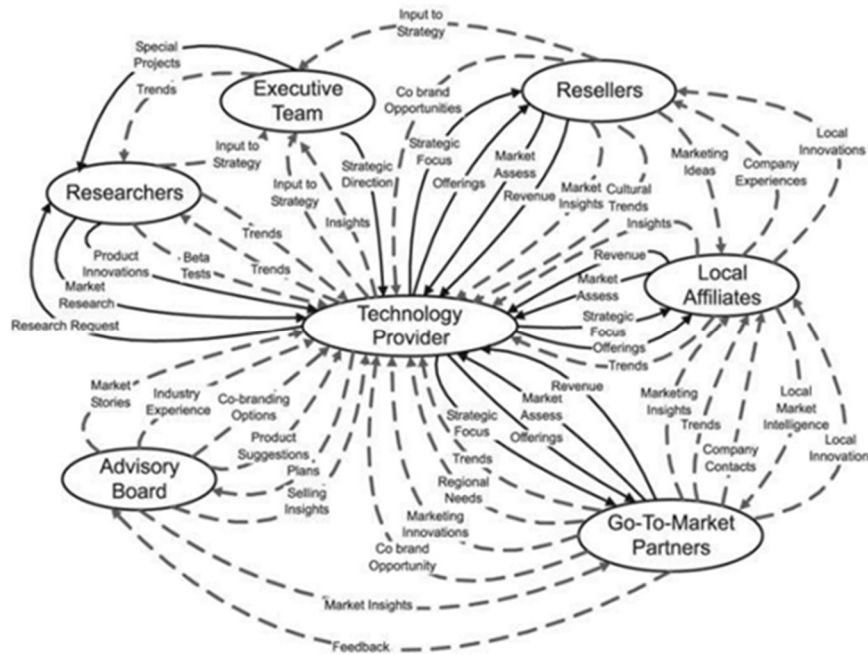 Input to
Strategy
Special
Projects
Trends
Executive
Team
Co brand
Opportunities
Resellers
Input to
Strategy
Input to
Strategy
Strategic
Direction
Strategic
Focus
Offerings
Market
Assess
Revenue
Market
Insights
Cultural
Trends
Marketing
Ideas
Company
Experiences
Local
Innovations
Researchers
Insights
Insights
Trends
Trends
Product
Innovations
Beta
Tests
Market
Research
Research Request
Technology
Provider
Revenue
Market
Assess
Strategic
Focus
Offerings
Trends
Local
Affiliates
Market
Stories
Industry
Experience
Co-branding
Options
Product
Suggestions
Plans
Selling
Insights
Advisory
Board
Strategic
Focus
Market
Assess
Offerings
Revenue
Trends
Regional
Needs
Marketing
Innovations
Co brand
Opportunity
Marketing
Insights
Trends
Company
Contacts
Local
Market
Intelligence
Local
Innovation
Go-To-Market
Partners
Market Insights
Feedback